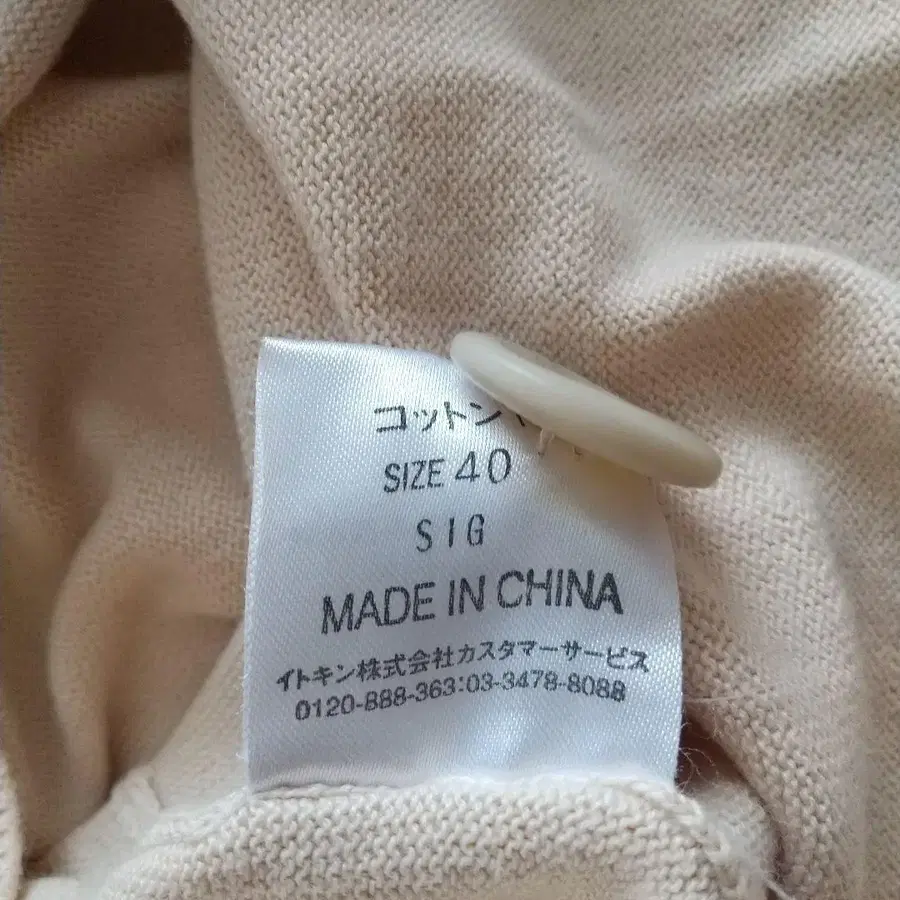 コットン
SIZE 40
SIG
MADE IN CHINA
イトキン株式会社カスタマーサービス
0120-888-363:03-3478-8088